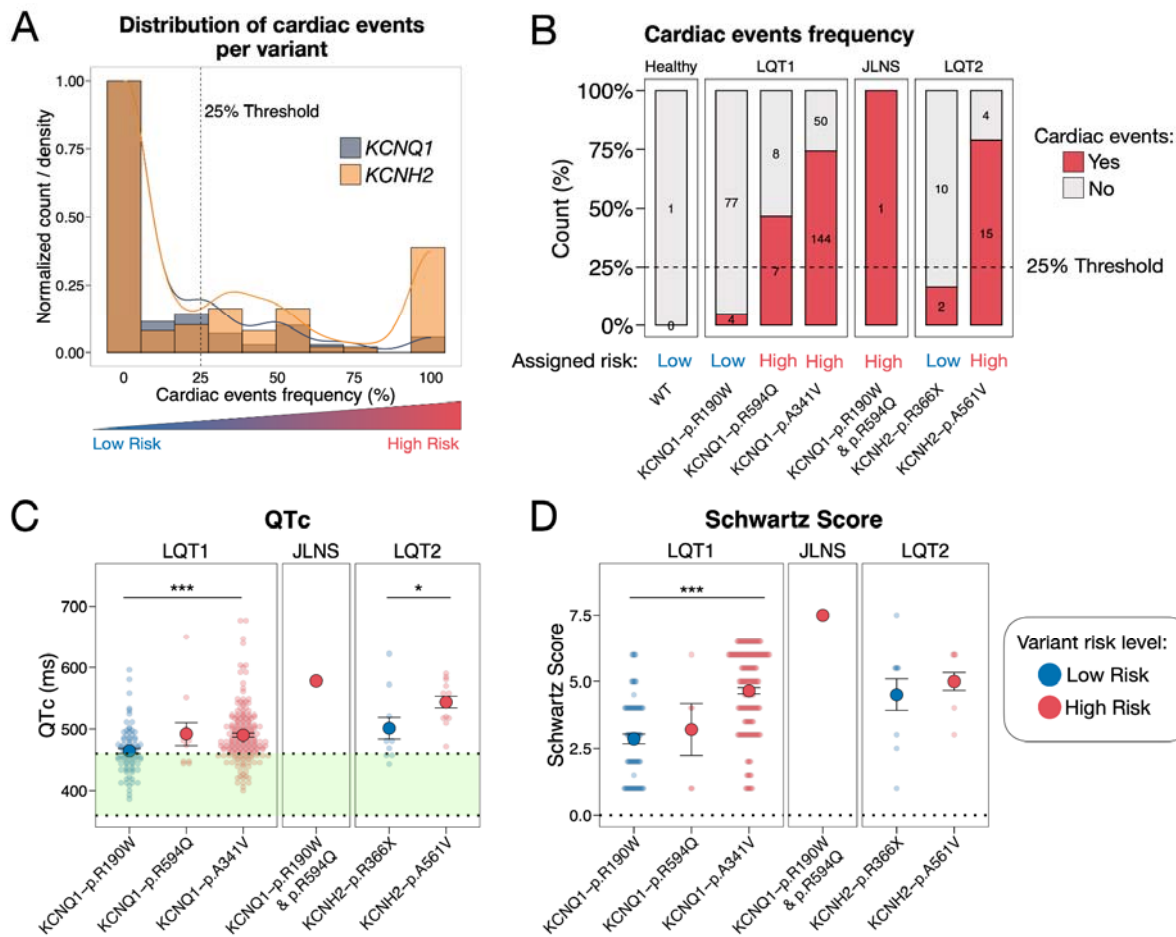 A
Distribution of cardiac events
per variant
1.00
0.75
0.50
0.25
0.00
Normalized count / density
25% Threshold
KCNQ1
KCNH2
0
25
50
75
100
Cardiac events frequency (%)
Low Risk
High Risk
B
Cardiac events frequency
Healthy
LQT1
JLNS
LQT2
100%
75%
50%
25%
0%
Count (%)
1
0
77
4
8
7
50
144
1
10
2
4
15
Cardiac events:
Yes
No
25% Threshold
Assigned risk:
Low
Low
High
High
High
Low
High
WT
KCNQ1–p.R190W
KCNQ1–p.R594Q
KCNQ1–p.A341V
KCNQ1–p.R190W
& p.R594Q
KCNH2–p.R366X
KCNH2–p.A561V
C
QTc
LQT1
JLNS
LQT2
***
*
700
600
500
400
QTc (ms)
KCNQ1–p.R190W
KCNQ1–p.R594Q
KCNQ1–p.A341V
KCNQ1–p.R190W
& p.R594Q
KCNH2–p.R366X
KCNH2–p.A561V
D
Schwartz Score
LQT1
JLNS
LQT2
***
7.5
5.0
2.5
0.0
Schwartz Score
KCNQ1–p.R190W
KCNQ1–p.R594Q
KCNQ1–p.A341V
KCNQ1–p.R190W
& p.R594Q
KCNH2–p.R366X
KCNH2–p.A561V
Variant risk level:
Low Risk
High Risk